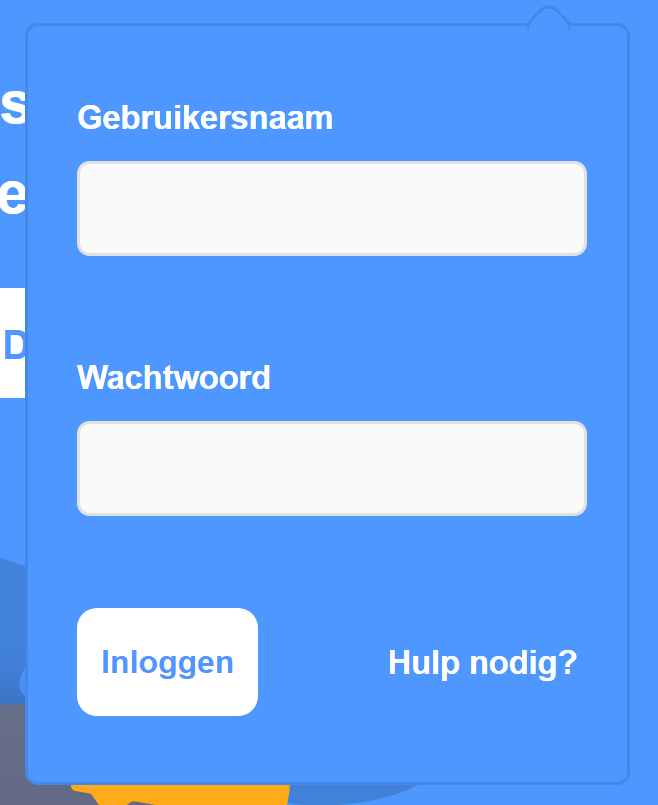 Gebruikersnaam
Wachtwoord
Inloggen
Hulp nodig?